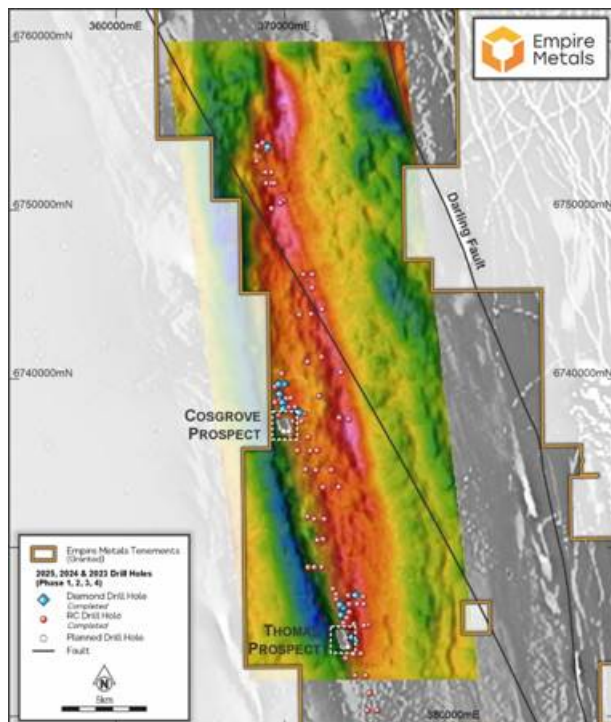 360000mE
370000mE
6760000mN
Empire
Metals
6750000mN
6750000mN
Darling Fault
6740000mN
6740000mN
COSGROVE
PROSPECT
THOMAS
PROSPECT
380000mE
Empire Metals Tenements
(Granted)
2025, 2024 & 2023 Drill Holes
(Phase 1, 2, 3, 4)
Diamond Drill Hole
Completed
RC Drill Hole
Completed
Planned Drill Hole
Fault
N
5km